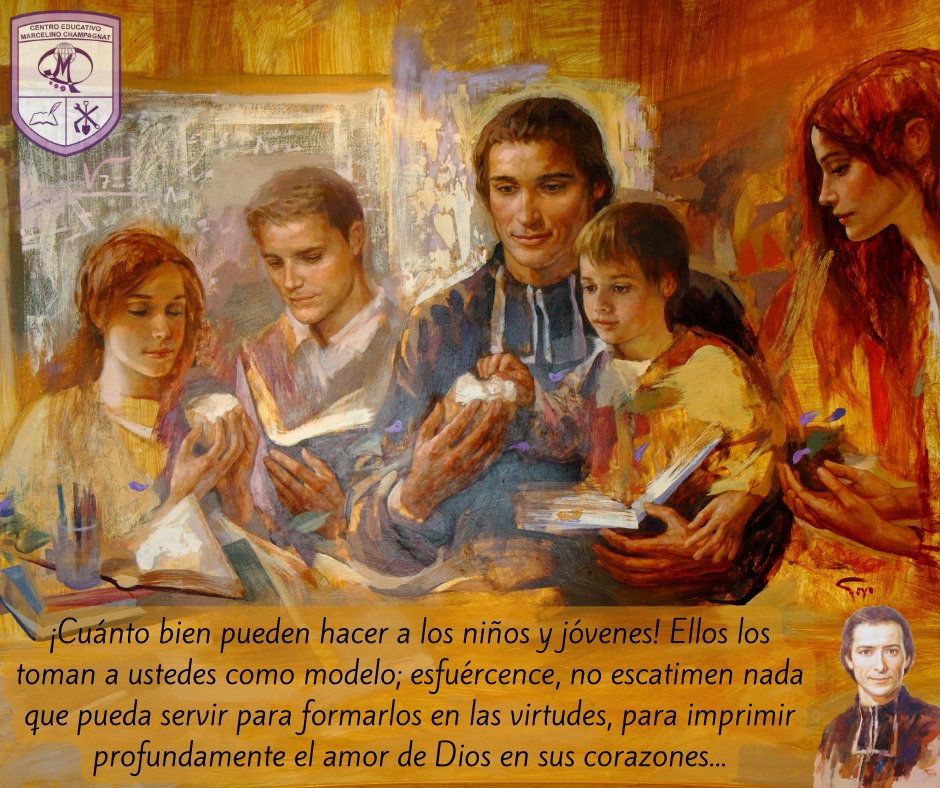 CENTRO EDUCATIVO
MARCELINO CHAMPAGNAT
M
¡Cuánto bien pueden hacer a los niños y jóvenes! Ellos los
toman a ustedes como modelo; esfuércence, no escatimen nada
que pueda servir para formarlos en las virtudes, para imprimir
profundamente el amor de Dios en sus corazones...
Goyo